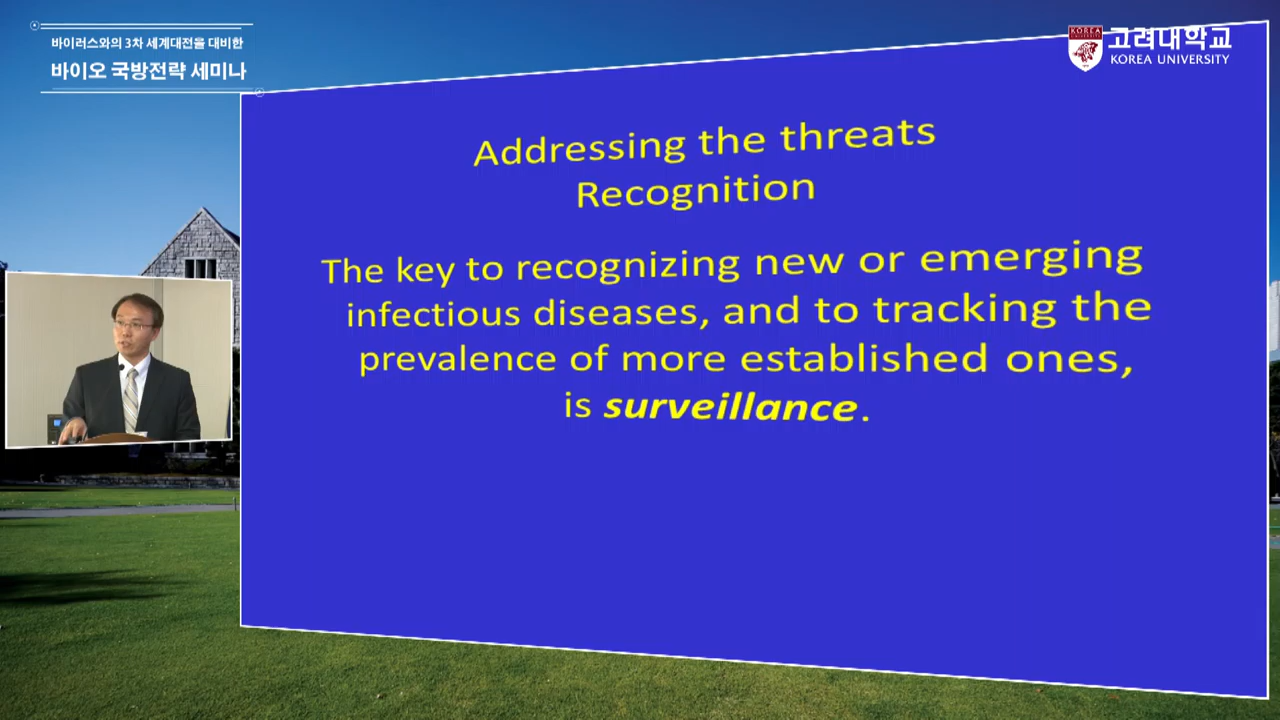 바이러스와의 3차 세계대전을 대비한
바이오 국방전략 세미나
KOREA
고려대학교
KOREA UNIVERSITY
Addressing the threats
Recognition
The key to recognizing new or emerging
infectious diseases, and to tracking the
prevalence of more established ones,
is surveillance.